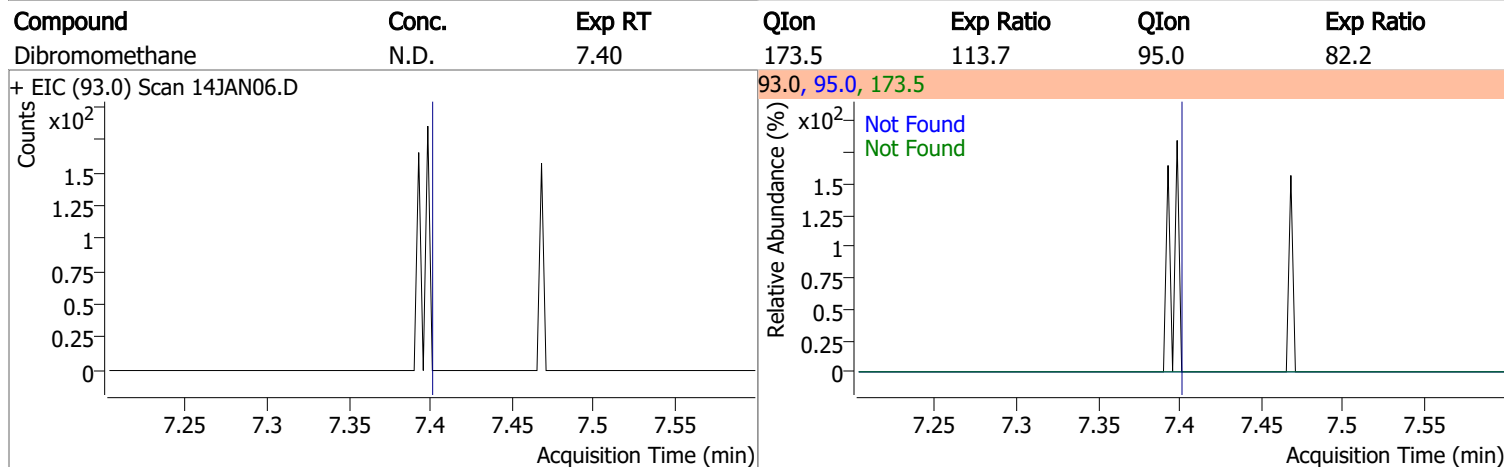 Compound Conc. Exp RT QIon Exp Ratio QIon Exp Ratio
Dibromomethane N.D. 7.40 173.5 113.7 95.0 82.2
+ EIC (93.0) Scan 14JAN06.D
Counts
x10²
1.5
1.25
1
0.75
0.5
0.25
0
7.25 7.3 7.35 7.4 7.45 7.5 7.55
Acquisition Time (min)
93.0, 95.0, 173.5
Relative Abundance (%)
x10²
Not Found
Not Found
1.5
1.25
1
0.75
0.5
0.25
0
7.25 7.3 7.35 7.4 7.45 7.5 7.55
Acquisition Time (min)